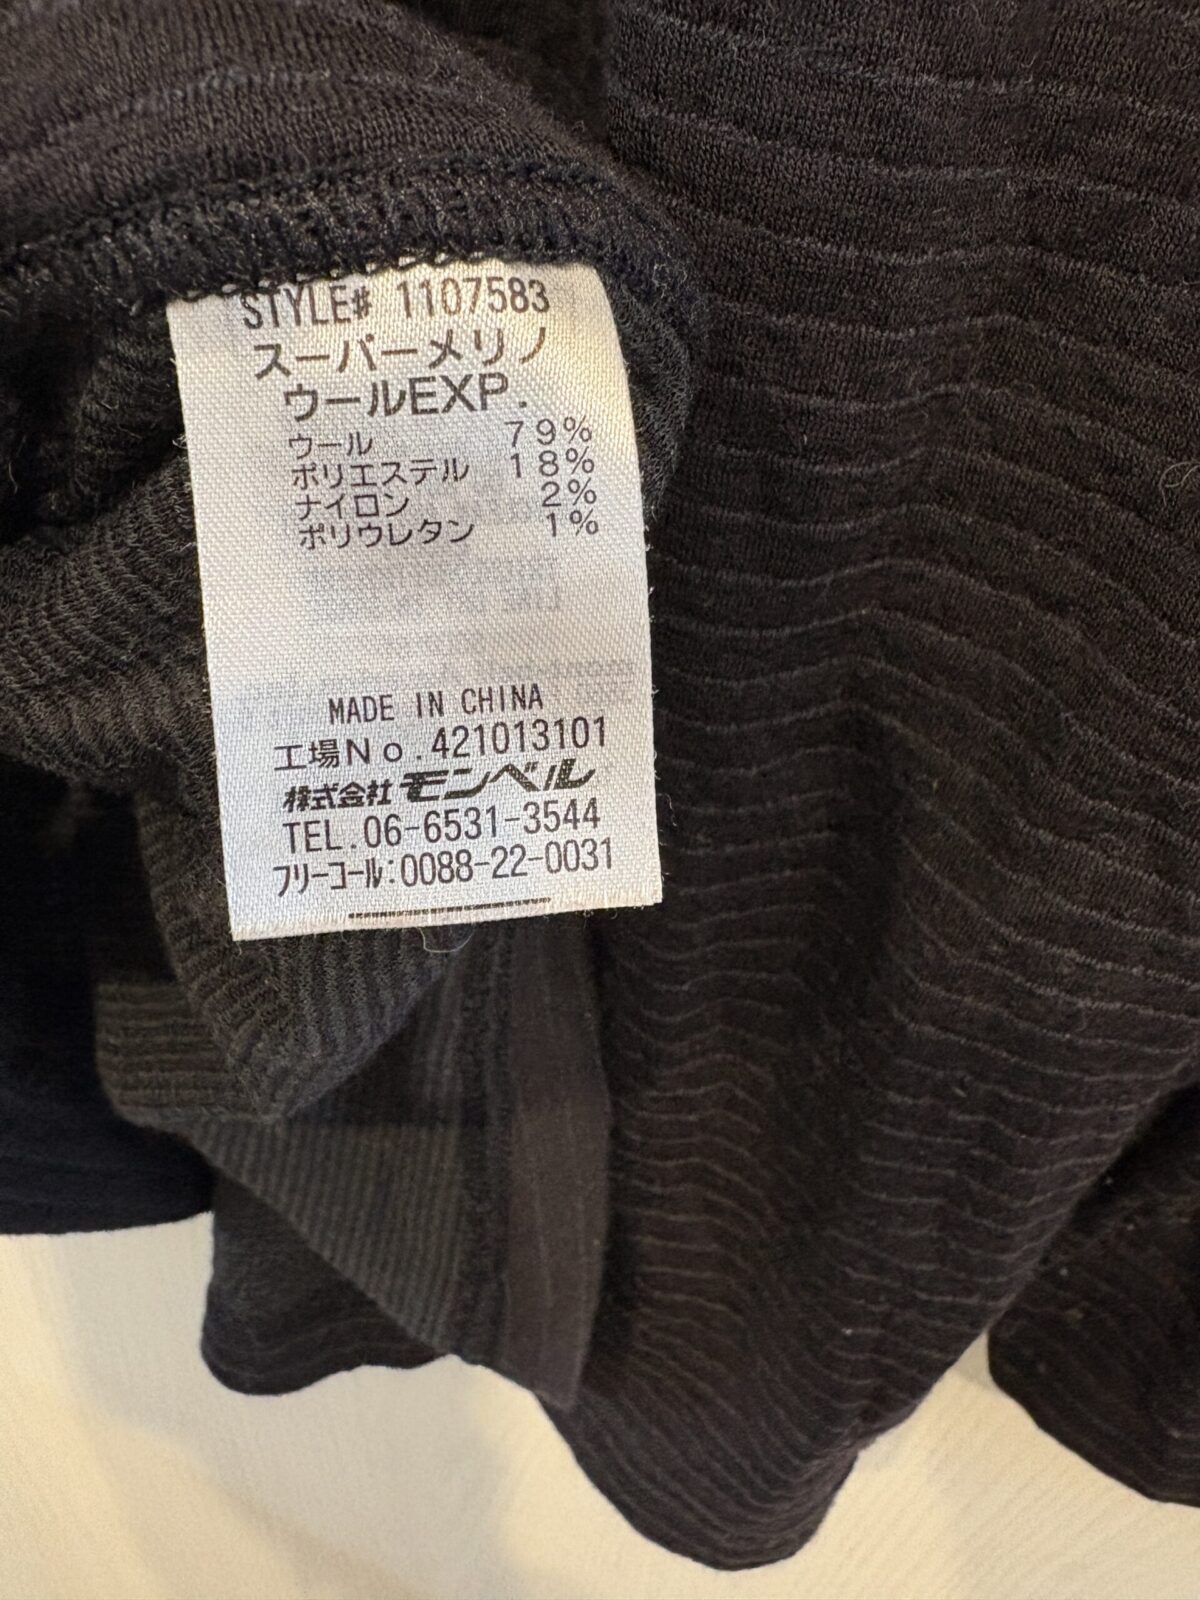 STYLE# 1107583
スーパーメリノ
ウールEXP.
ウール 79%
ポリエステル 18%
ナイロン 2%
ポリウレタン 1%
MADE IN CHINA
工場No.421013101
株式会社モンベル
TEL.06-6531-3544
フリーコール:0088-22-0031